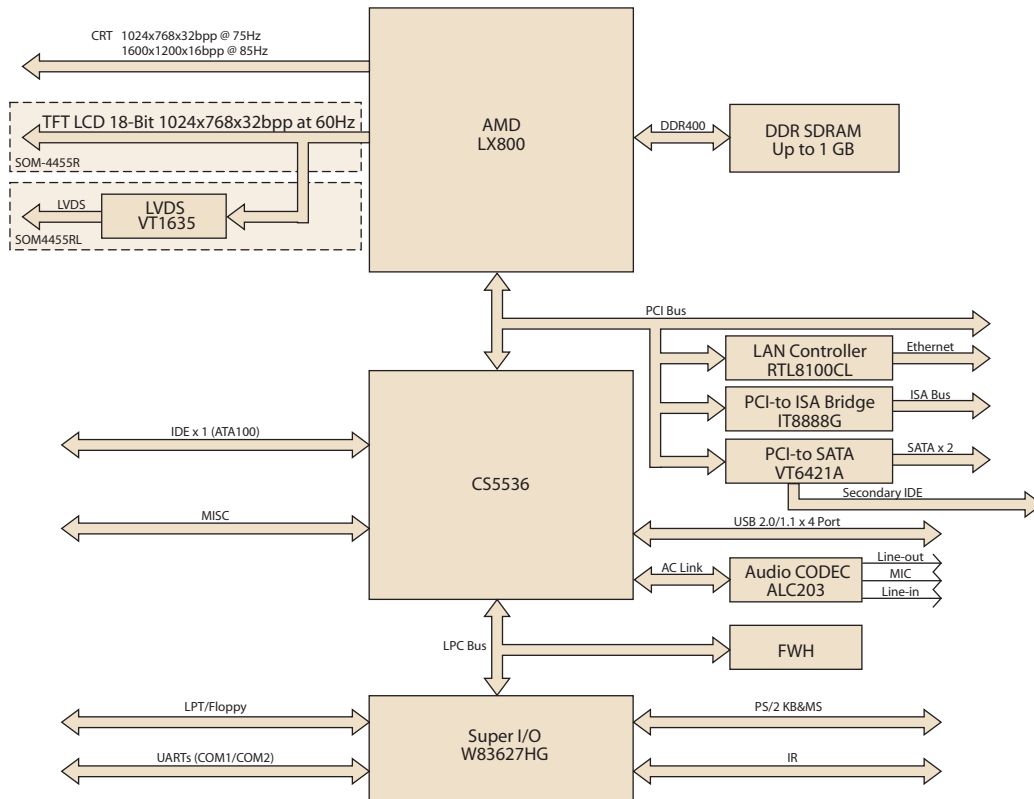 CRT 1024x768x32bpp @ 75Hz
1600x1200x16bpp @ 85Hz
TFT LCD 18-Bit 1024x768x32bpp at 60Hz
SOM-4455R
LVDS
LVDS
VT1635
SOM4455RL
AMD
LX800
DDR400
DDR SDRAM
Up to 1 GB
PCI Bus
LAN Controller
RTL8100CL
Ethernet
PCI-to ISA Bridge
IT8888G
ISA Bus
PCI-to SATA
VT6421A
SATA x 2
Secondary IDE
IDE x 1 (ATA100)
CS5536
MISC
USB 2.0/1.1 x 4 Port
AC Link
Audio CODEC
ALC203
Line-out
MIC
Line-in
LPC Bus
FWH
LPT/Floppy
Super I/O
W83627HG
PS/2 KB&MS
UARTs (COM1/COM2)
IR